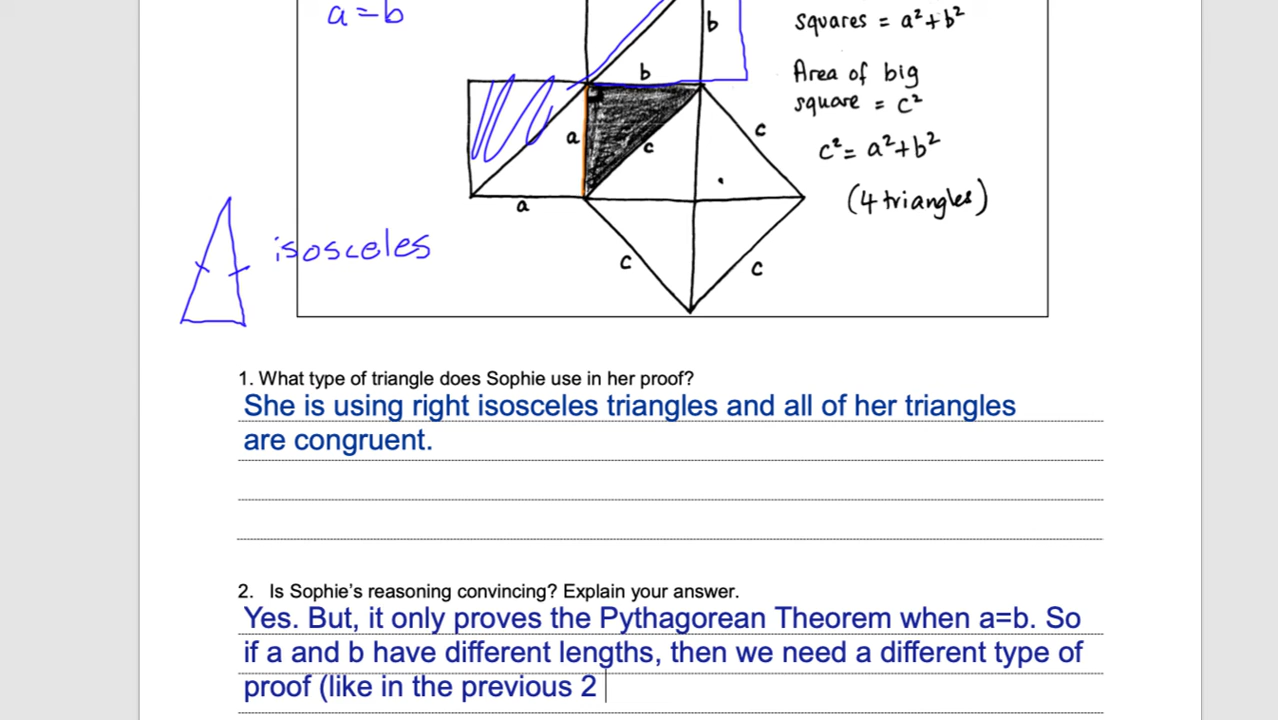 a=b
b
squares = a²+b²
b
Area of big
square = c²
a
c
c
c²= a²+b²
(4 triangles)
a
isosceles
c
c
1. What type of triangle does Sophie use in her proof?
She is using right isosceles triangles and all of her triangles
are congruent.
2. Is Sophie's reasoning convincing? Explain your answer.
Yes. But, it only proves the Pythagorean Theorem when a=b. So
if a and b have different lengths, then we need a different type of
proof (like in the previous 2